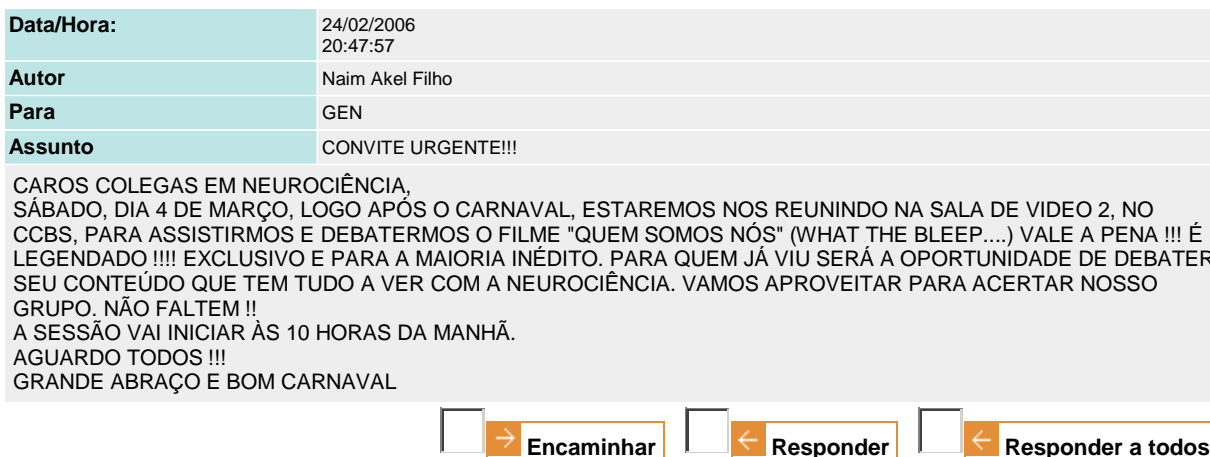 Data/Hora: 24/02/2006
20:47:57
Autor Naim Akel Filho
Para GEN
Assunto CONVITE URGENTE!!!
CAROS COLEGAS EM NEUROCIÊNCIA,
SÁBADO, DIA 4 DE MARÇO, LOGO APÓS O CARNAVAL, ESTAREMOS NOS REUNINDO NA SALA DE VIDEO 2, NO
CCBS, PARA ASSISTIRMOS E DEBATERMOS O FILME "QUEM SOMOS NÓS" (WHAT THE BLEEP....) VALE A PENA !!! É
LEGENDADO !!!! EXCLUSIVO E PARA A MAIORIA INÉDITO. PARA QUEM JÁ VIU SERÁ A OPORTUNIDADE DE DEBATER
SEU CONTEÚDO QUE TEM TUDO A VER COM A NEUROCIÊNCIA. VAMOS APROVEITAR PARA ACERTAR NOSSO
GRUPO. NÃO FALTEM !!
A SESSÃO VAI INICIAR ÀS 10 HORAS DA MANHÃ.
AGUARDO TODOS !!!
GRANDE ABRAÇO E BOM CARNAVAL
Encaminhar Responder Responder a todos